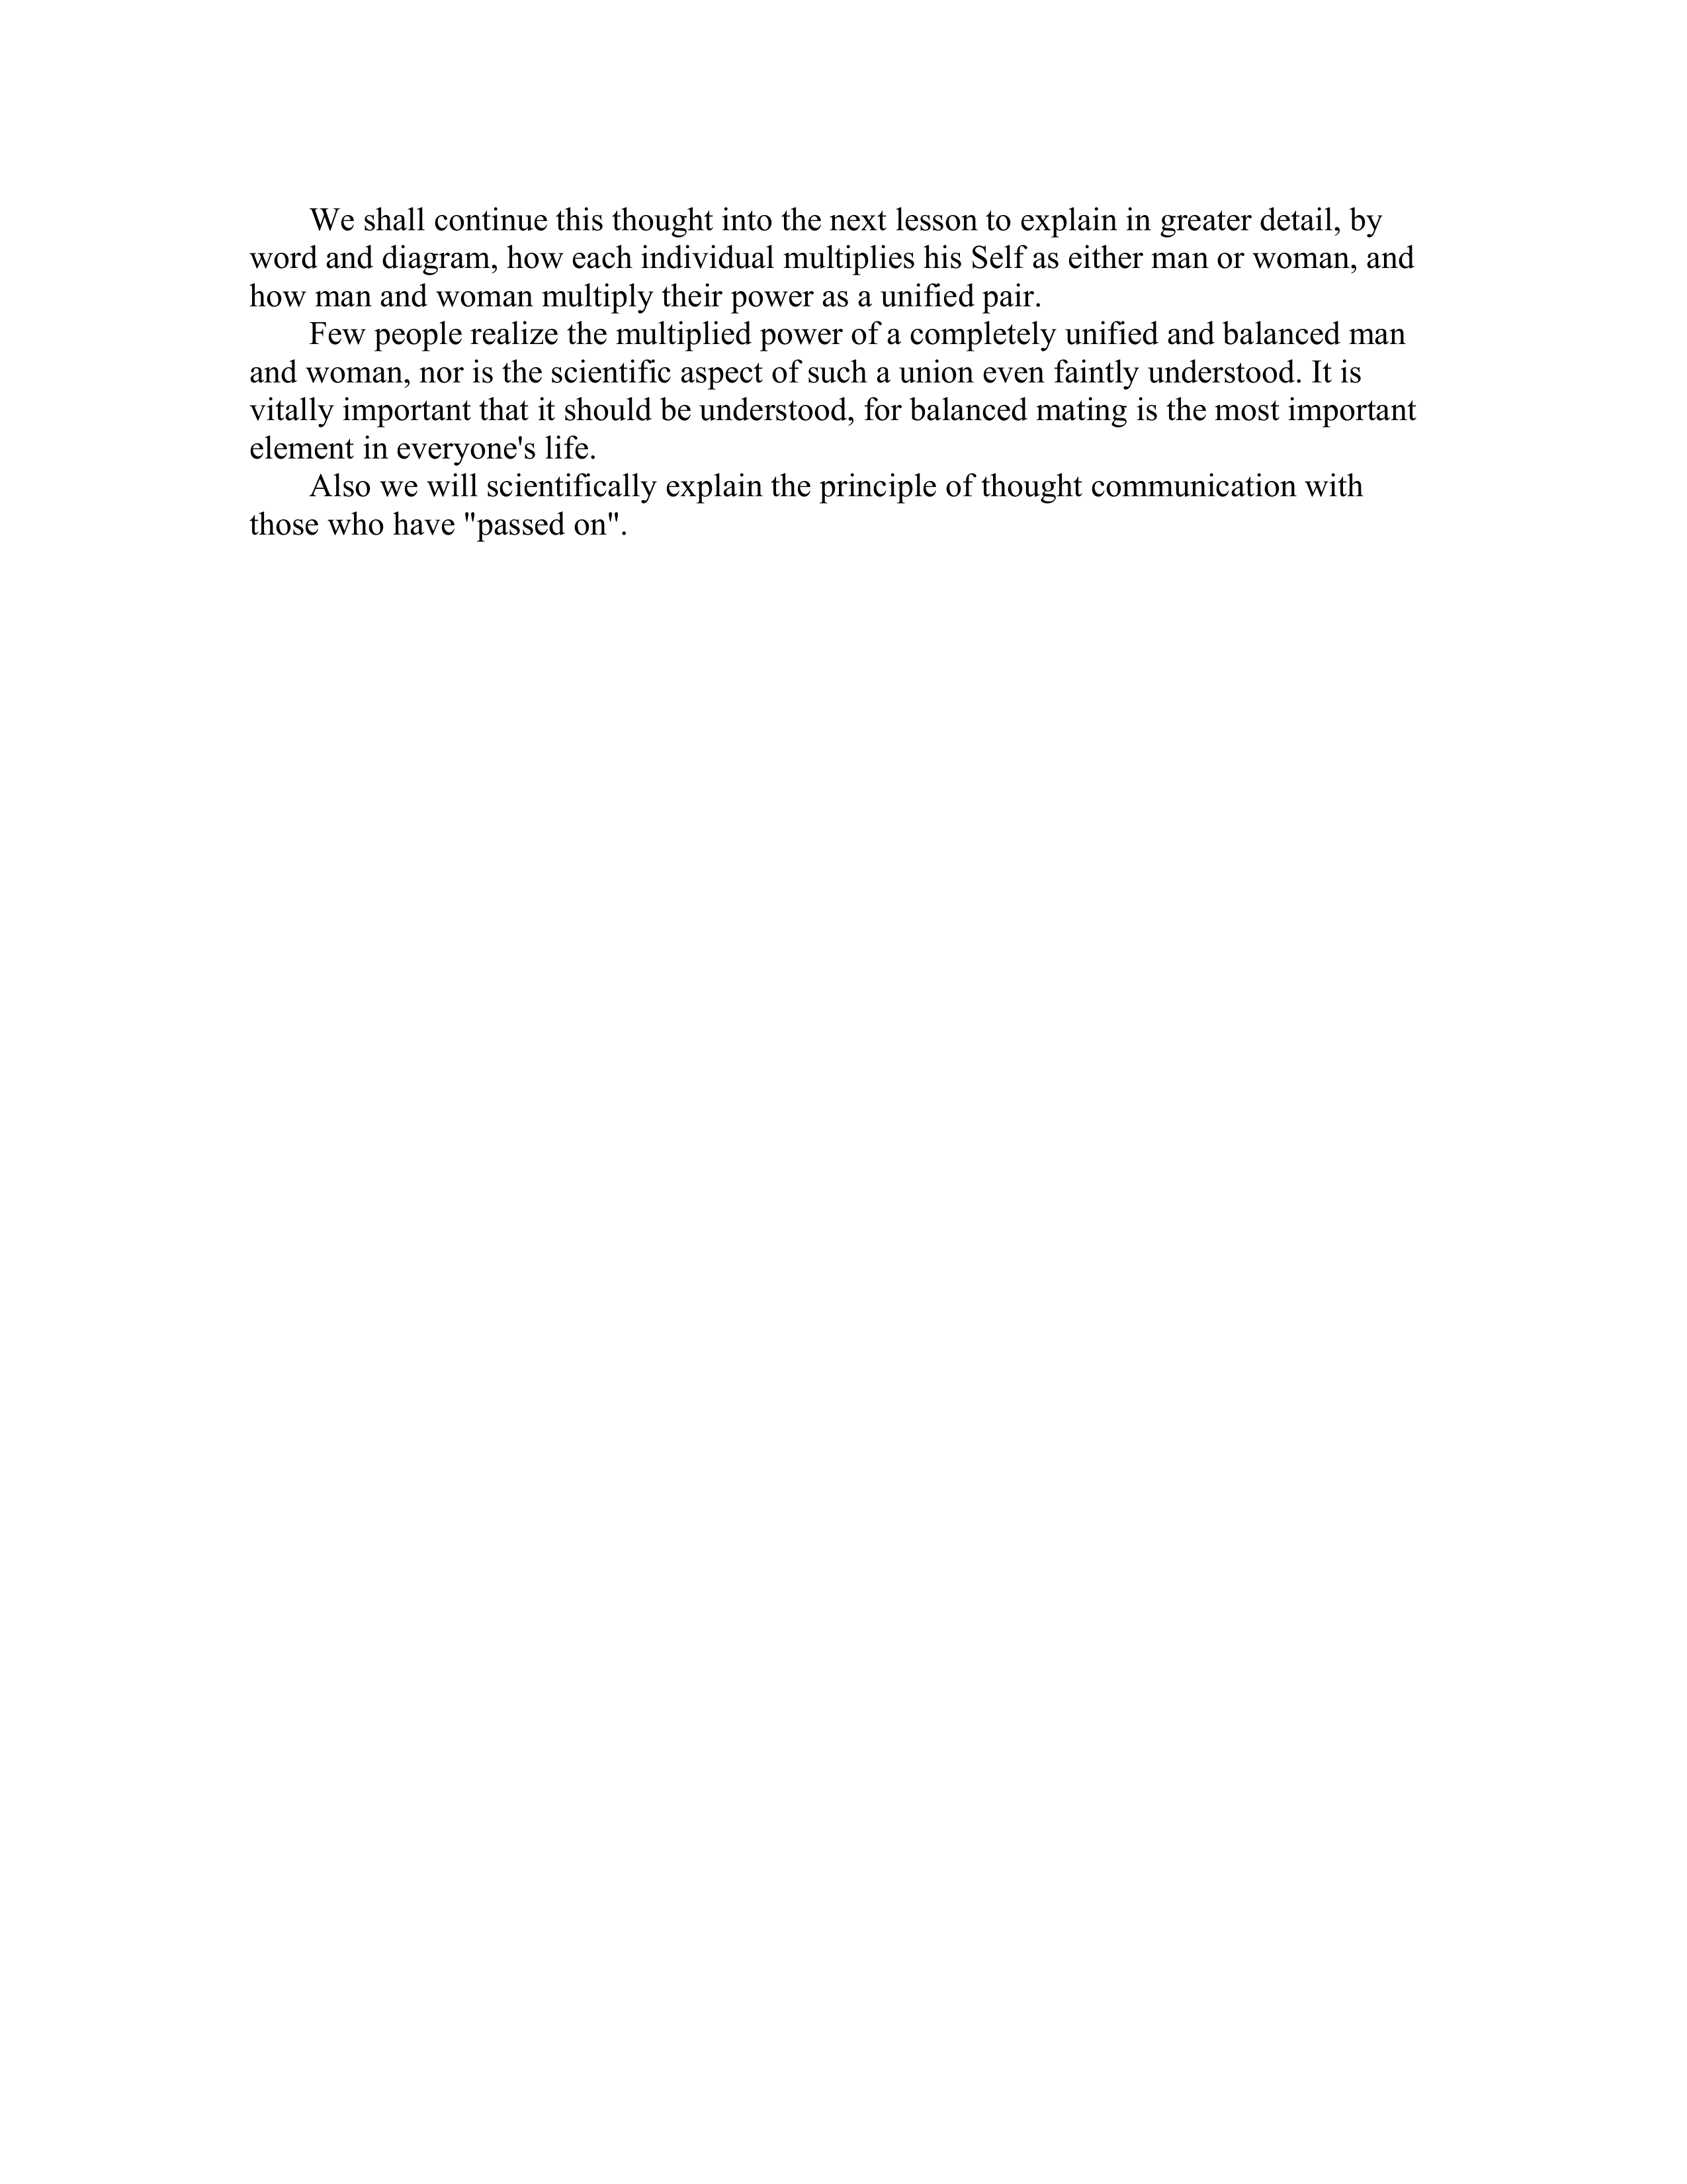 We shall continue this thought into the next lesson to explain in greater detail, by
word and diagram, how each individual multiplies his Self as either man or woman, and
how man and woman multiply their power as a unified pair.
Few people realize the multiplied power of a completely unified and balanced man
and woman, nor is the scientific aspect of such a union even faintly understood. It is
vitally important that it should be understood, for balanced mating is the most important
element in everyone's life.
Also we will scientifically explain the principle of thought communication with
those who have "passed on".